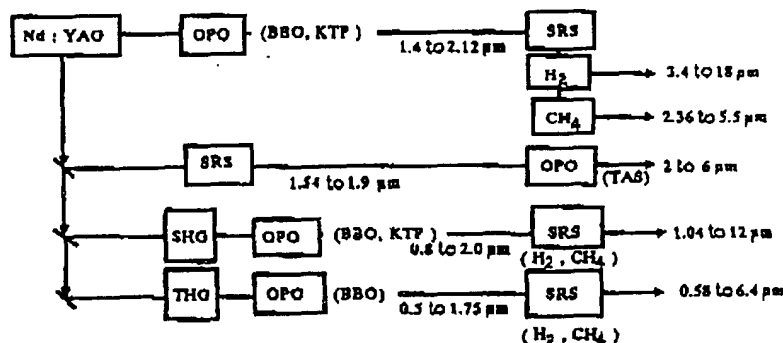 Nd : YAG OPO (BBO, KTP) 1.4 to 2.12 µm SRS
H2 3.4 to 18 µm
CH4 2.36 to 5.5 µm
SRS 1.54 to 1.9 µm OPO (TAS) 2 to 6 µm
SHG OPO (BBO, KTP) 0.8 to 2.0 µm SRS 1.04 to 12 µm
(H2 , CH4)
THG OPO (BBO) 0.5 to 1.75 µm SRS 0.58 to 6.4 µm
(H2 , CH4)